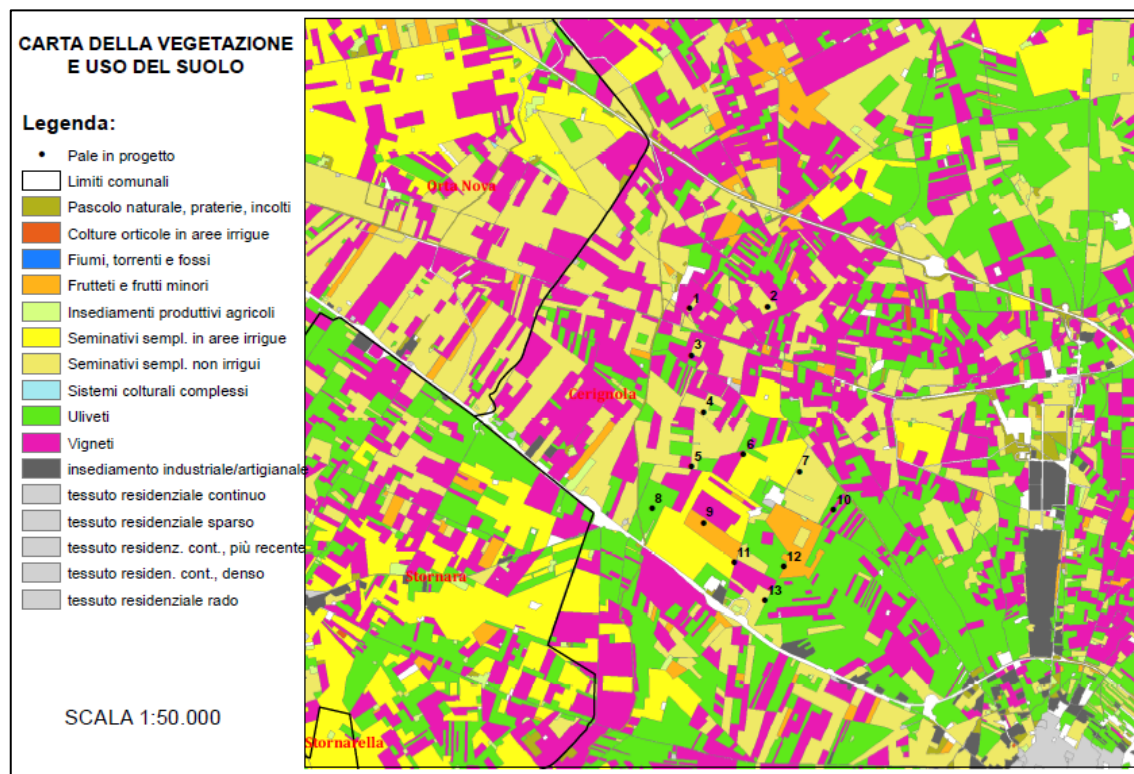 CARTA DELLA VEGETAZIONE
E USO DEL SUOLO
Legenda:
Pale in progetto
Limiti comunali
Pascolo naturale, praterie, incolti
Colture orticole in aree irrigue
Fiumi, torrenti e fossi
Frutteti e frutti minori
Insediamenti produttivi agricoli
Seminativi sempl. in aree irrigue
Seminativi sempl. non irrigui
Sistemi colturali complessi
Uliveti
Vigneti
insediamento industriale/artigianale
tessuto residenziale continuo
tessuto residenziale sparso
tessuto residenz. cont., più recente
tessuto residen. cont., denso
tessuto residenziale rado
SCALA 1:50.000
Orta Nova
1
2
3
Cerignola
4
6
5
7
8
10
9
11
12
Stornara
13
Stornarella